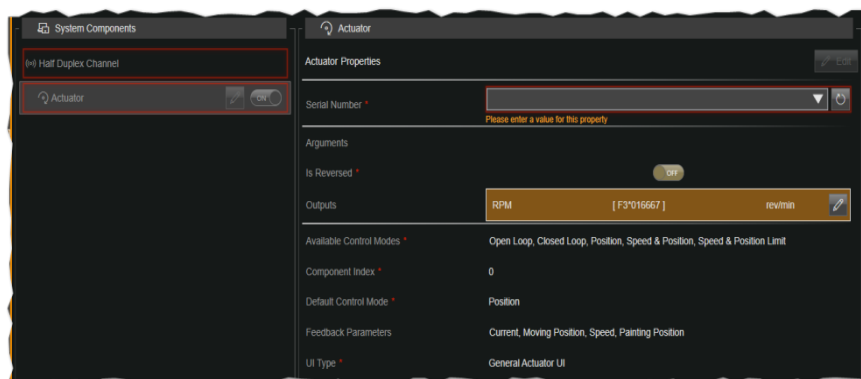 System Components
Actuator
((•)) Half Duplex Channel
Actuator Properties
Edit
Actuator
ON
Serial Number *
Please enter a value for this property
Arguments
Is Reversed *
OFF
Outputs
RPM [ F3*016667 ] rev/min
Available Control Modes *
Open Loop, Closed Loop, Position, Speed & Position, Speed & Position Limit
Component Index *
0
Default Control Mode *
Position
Feedback Parameters
Current, Moving Position, Speed, Painting Position
UI Type *
General Actuator UI